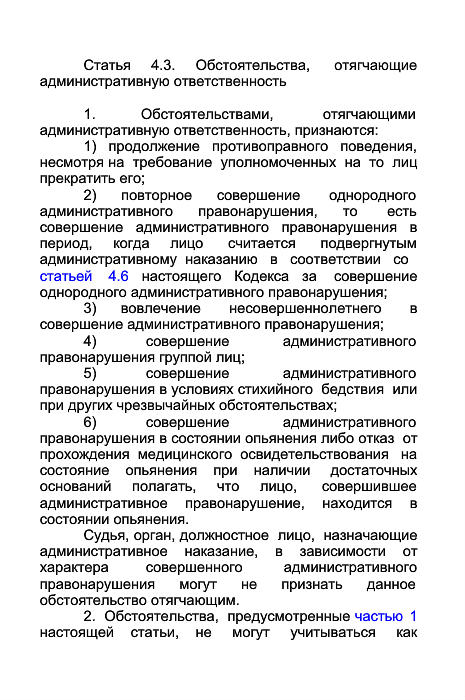 Статья 4.3. Обстоятельства, отягчающие
административную ответственность
1. Обстоятельствами, отягчающими
административную ответственность, признаются:
1) продолжение противоправного поведения,
несмотря на требование уполномоченных на то лиц
прекратить его;
2) повторное совершение однородного
административного правонарушения, то есть
совершение административного правонарушения в
период, когда лицо считается подвергнутым
административному наказанию в соответствии со
статьей 4.6 настоящего Кодекса за совершение
однородного административного правонарушения;
3) вовлечение несовершеннолетнего в
совершение административного правонарушения;
4) совершение административного
правонарушения группой лиц;
5) совершение административного
правонарушения в условиях стихийного бедствия или
при других чрезвычайных обстоятельствах;
6) совершение административного
правонарушения в состоянии опьянения либо отказ от
прохождения медицинского освидетельствования на
состояние опьянения при наличии достаточных
оснований полагать, что лицо, совершившее
административное правонарушение, находится в
состоянии опьянения.
Судья, орган, должностное лицо, назначающие
административное наказание, в зависимости от
характера совершенного административного
правонарушения могут не признать данное
обстоятельство отягчающим.
2. Обстоятельства, предусмотренные частью 1
настоящей статьи, не могут учитываться как